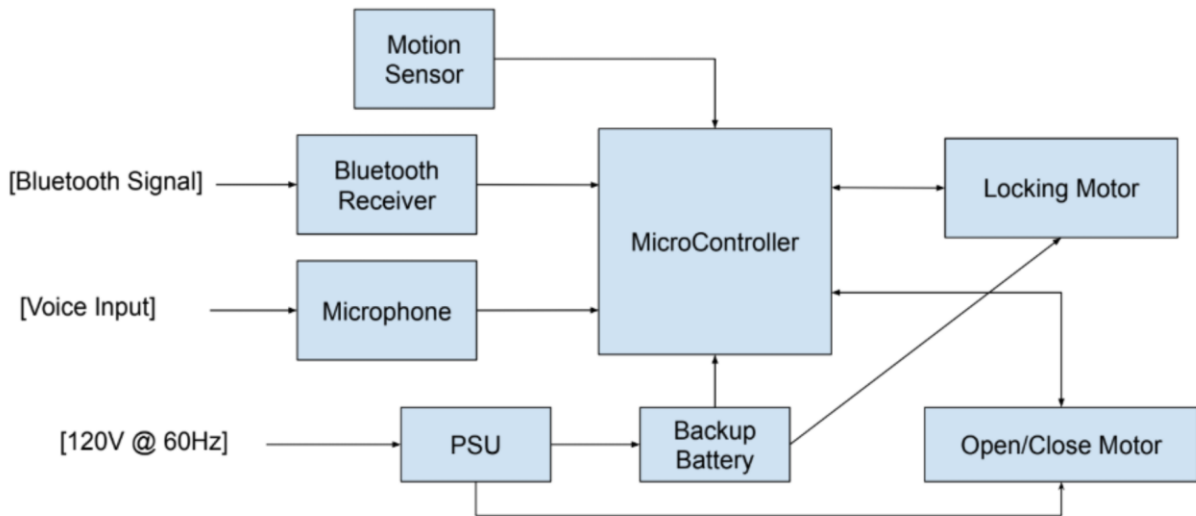 Motion
Sensor
[Bluetooth Signal]
Bluetooth
Receiver
MicroController
Locking Motor
[Voice Input]
Microphone
[120V @ 60Hz]
PSU
Backup
Battery
Open/Close Motor